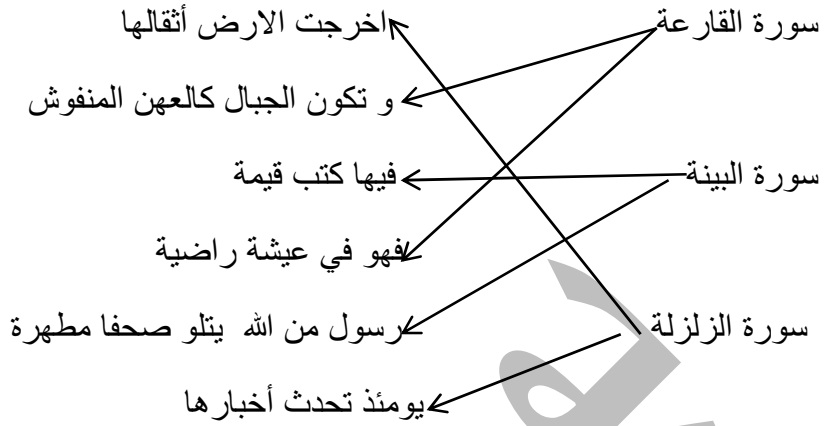 سورة القارعة اخرجت الارض أثقالها
و تكون الجبال كالعهن المنفوش
سورة البينة فيها كتب قيمة
فهو في عيشة راضية
سورة الزلزلة رسول من الله يتلو صحفا مطهرة
يومئذ تحدث أخبارها